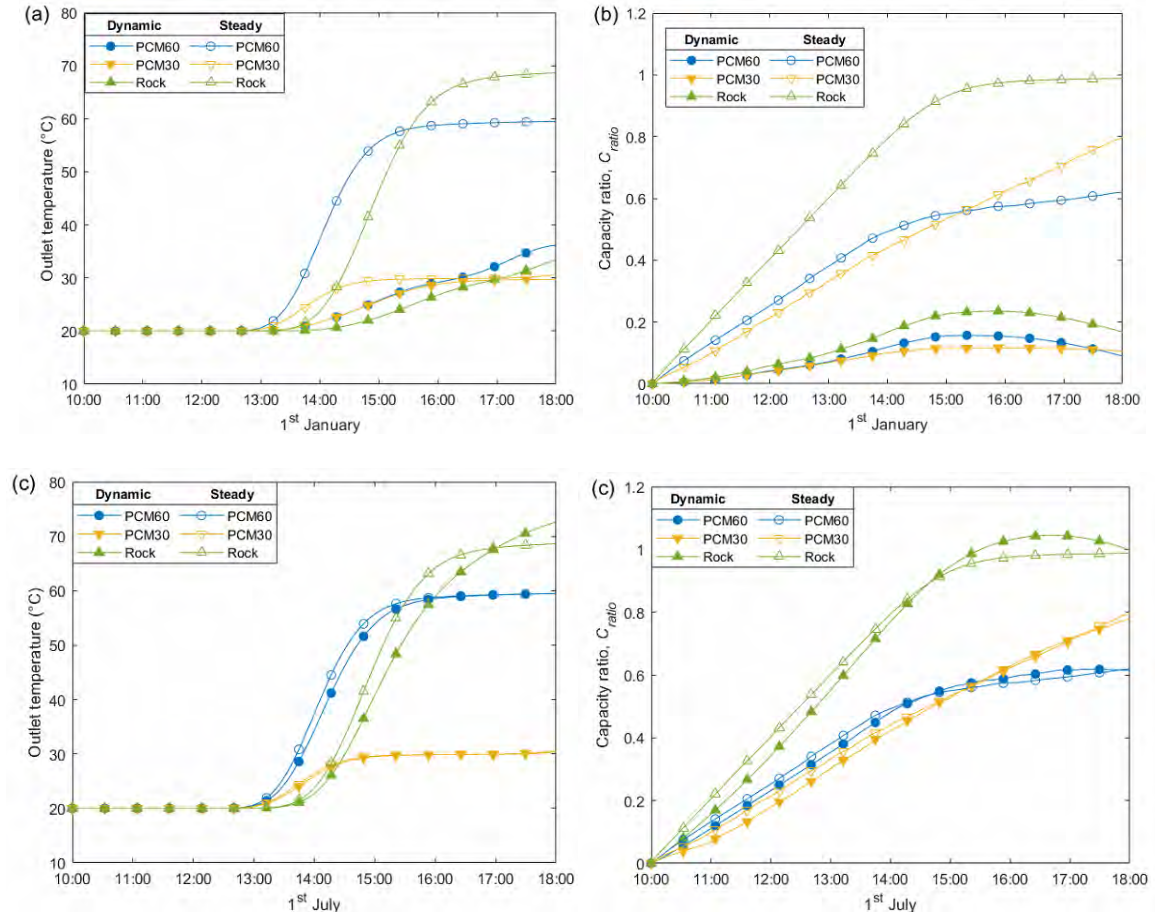 (a)
80
70
60
50
40
30
20
10
Outlet temperature (°C)
Dynamic Steady
PCM60 PCM60
PCM30 PCM30
Rock Rock
10:00 11:00 12:00 13:00 14:00 15:00 16:00 17:00 18:00
1st January
(b)
1.2
1
0.8
0.6
0.4
0.2
0
Capacity ratio, C_ratio
Dynamic Steady
PCM60 PCM60
PCM30 PCM30
Rock Rock
10:00 11:00 12:00 13:00 14:00 15:00 16:00 17:00 18:00
1st January
(c)
80
70
60
50
40
30
20
10
Outlet temperature (°C)
Dynamic Steady
PCM60 PCM60
PCM30 PCM30
Rock Rock
10:00 11:00 12:00 13:00 14:00 15:00 16:00 17:00 18:00
1st July
(c)
1.2
1
0.8
0.6
0.4
0.2
0
Capacity ratio, C_ratio
Dynamic Steady
PCM60 PCM60
PCM30 PCM30
Rock Rock
10:00 11:00 12:00 13:00 14:00 15:00 16:00 17:00 18:00
1st July